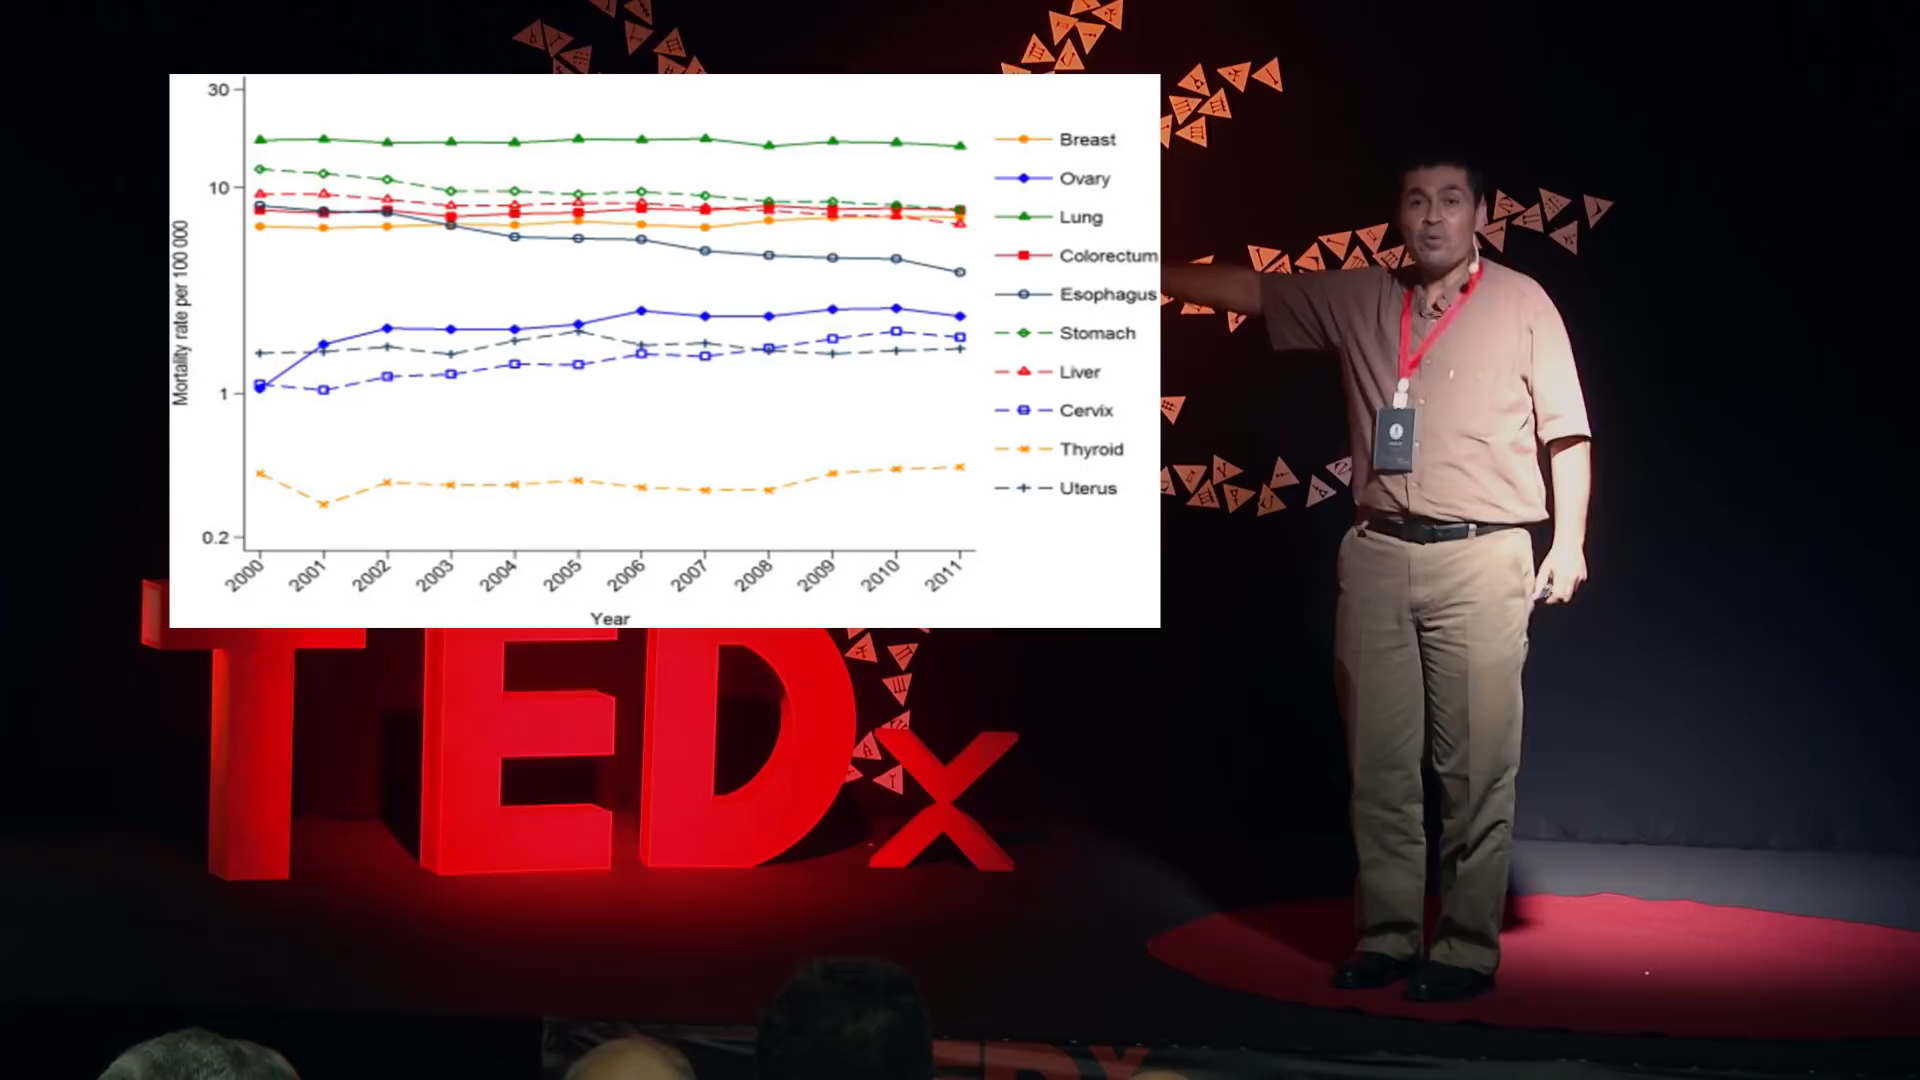 30
10
1
0.2
Mortality rate per 100 000
Breast
Ovary
Lung
Colorectum
Esophagus
Stomach
Liver
Cervix
Thyroid
Uterus
2000 2001 2002 2003 2004 2005 2006 2007 2008 2009 2010 2011
Year
TEDx
TEDx